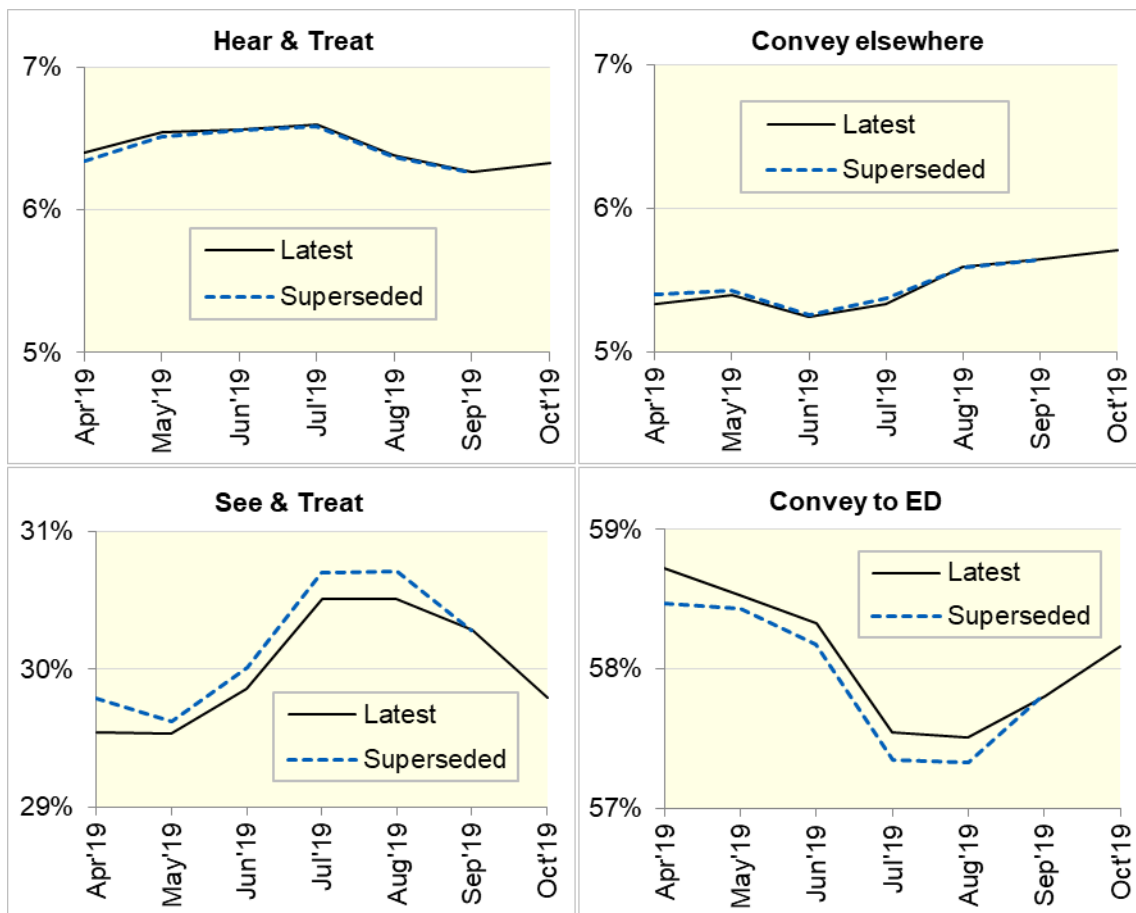 Hear & Treat
7%
6%
5%
Latest
Superseded
Apr'19
May'19
Jun'19
Jul'19
Aug'19
Sep'19
Oct'19
Convey elsewhere
7%
6%
5%
Latest
Superseded
Apr'19
May'19
Jun'19
Jul'19
Aug'19
Sep'19
Oct'19
See & Treat
31%
30%
29%
Latest
Superseded
Apr'19
May'19
Jun'19
Jul'19
Aug'19
Sep'19
Oct'19
Convey to ED
59%
58%
57%
Latest
Superseded
Apr'19
May'19
Jun'19
Jul'19
Aug'19
Sep'19
Oct'19